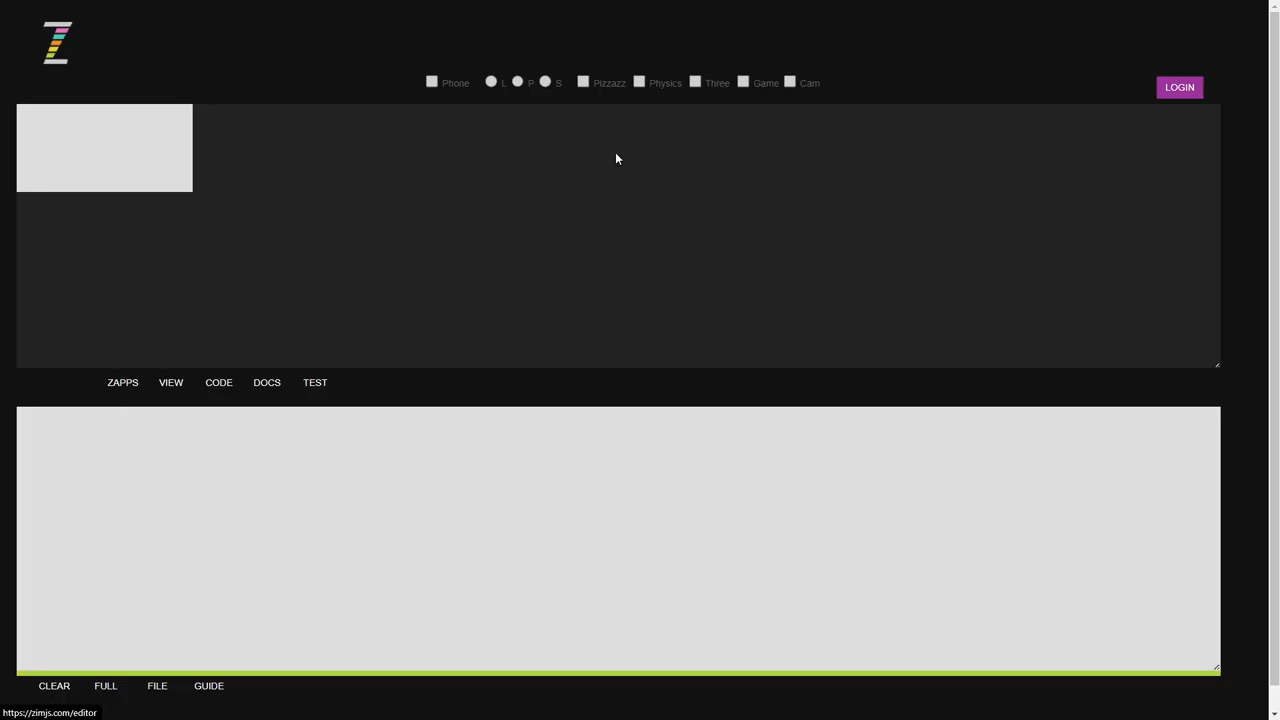 Phone L P S Pizzazz Physics Three Game Cam
LOGIN
ZAPPS VIEW CODE DOCS TEST
CLEAR FULL FILE GUIDE
https://zimjs.com/editor